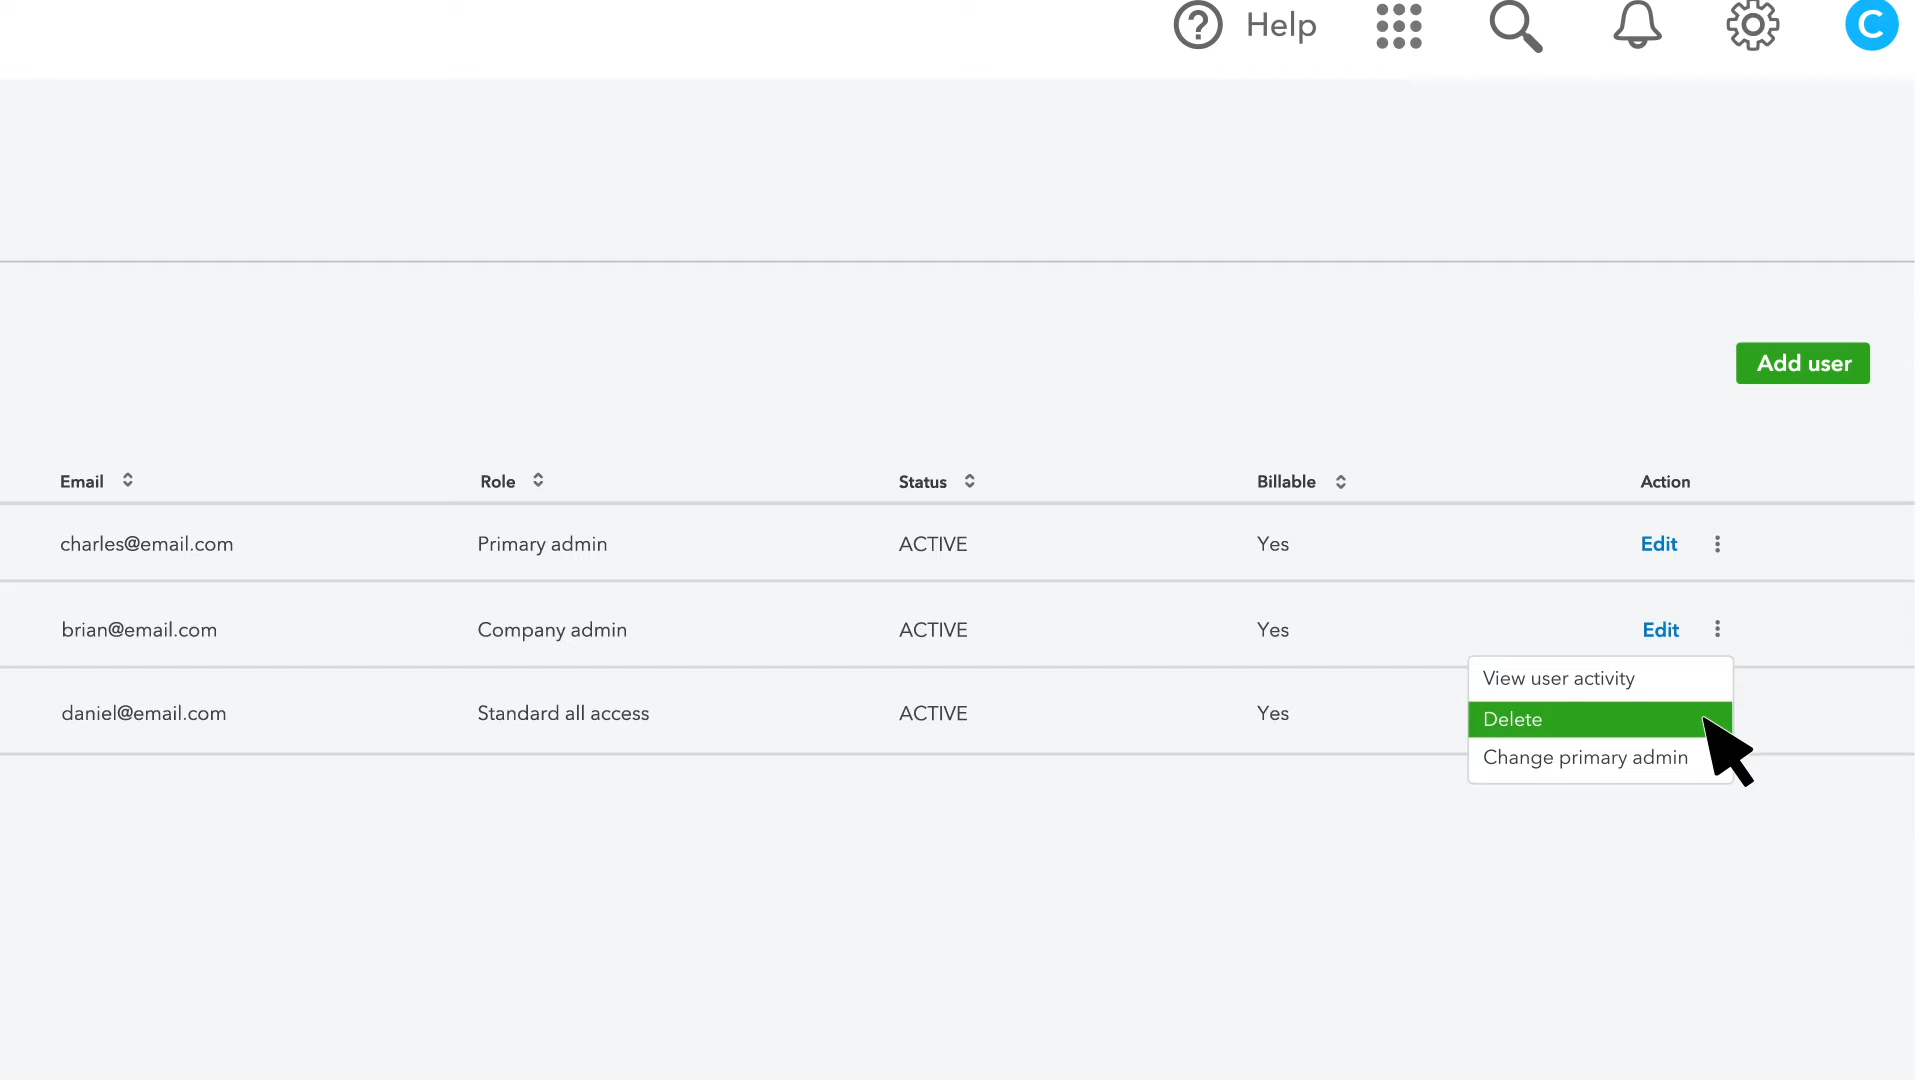 Help
C
Add user
Email Role Status Billable Action
charles@email.com Primary admin ACTIVE Yes Edit
brian@email.com Company admin ACTIVE Yes Edit
View user activity
daniel@email.com Standard all access ACTIVE Yes
Delete
Change primary admin